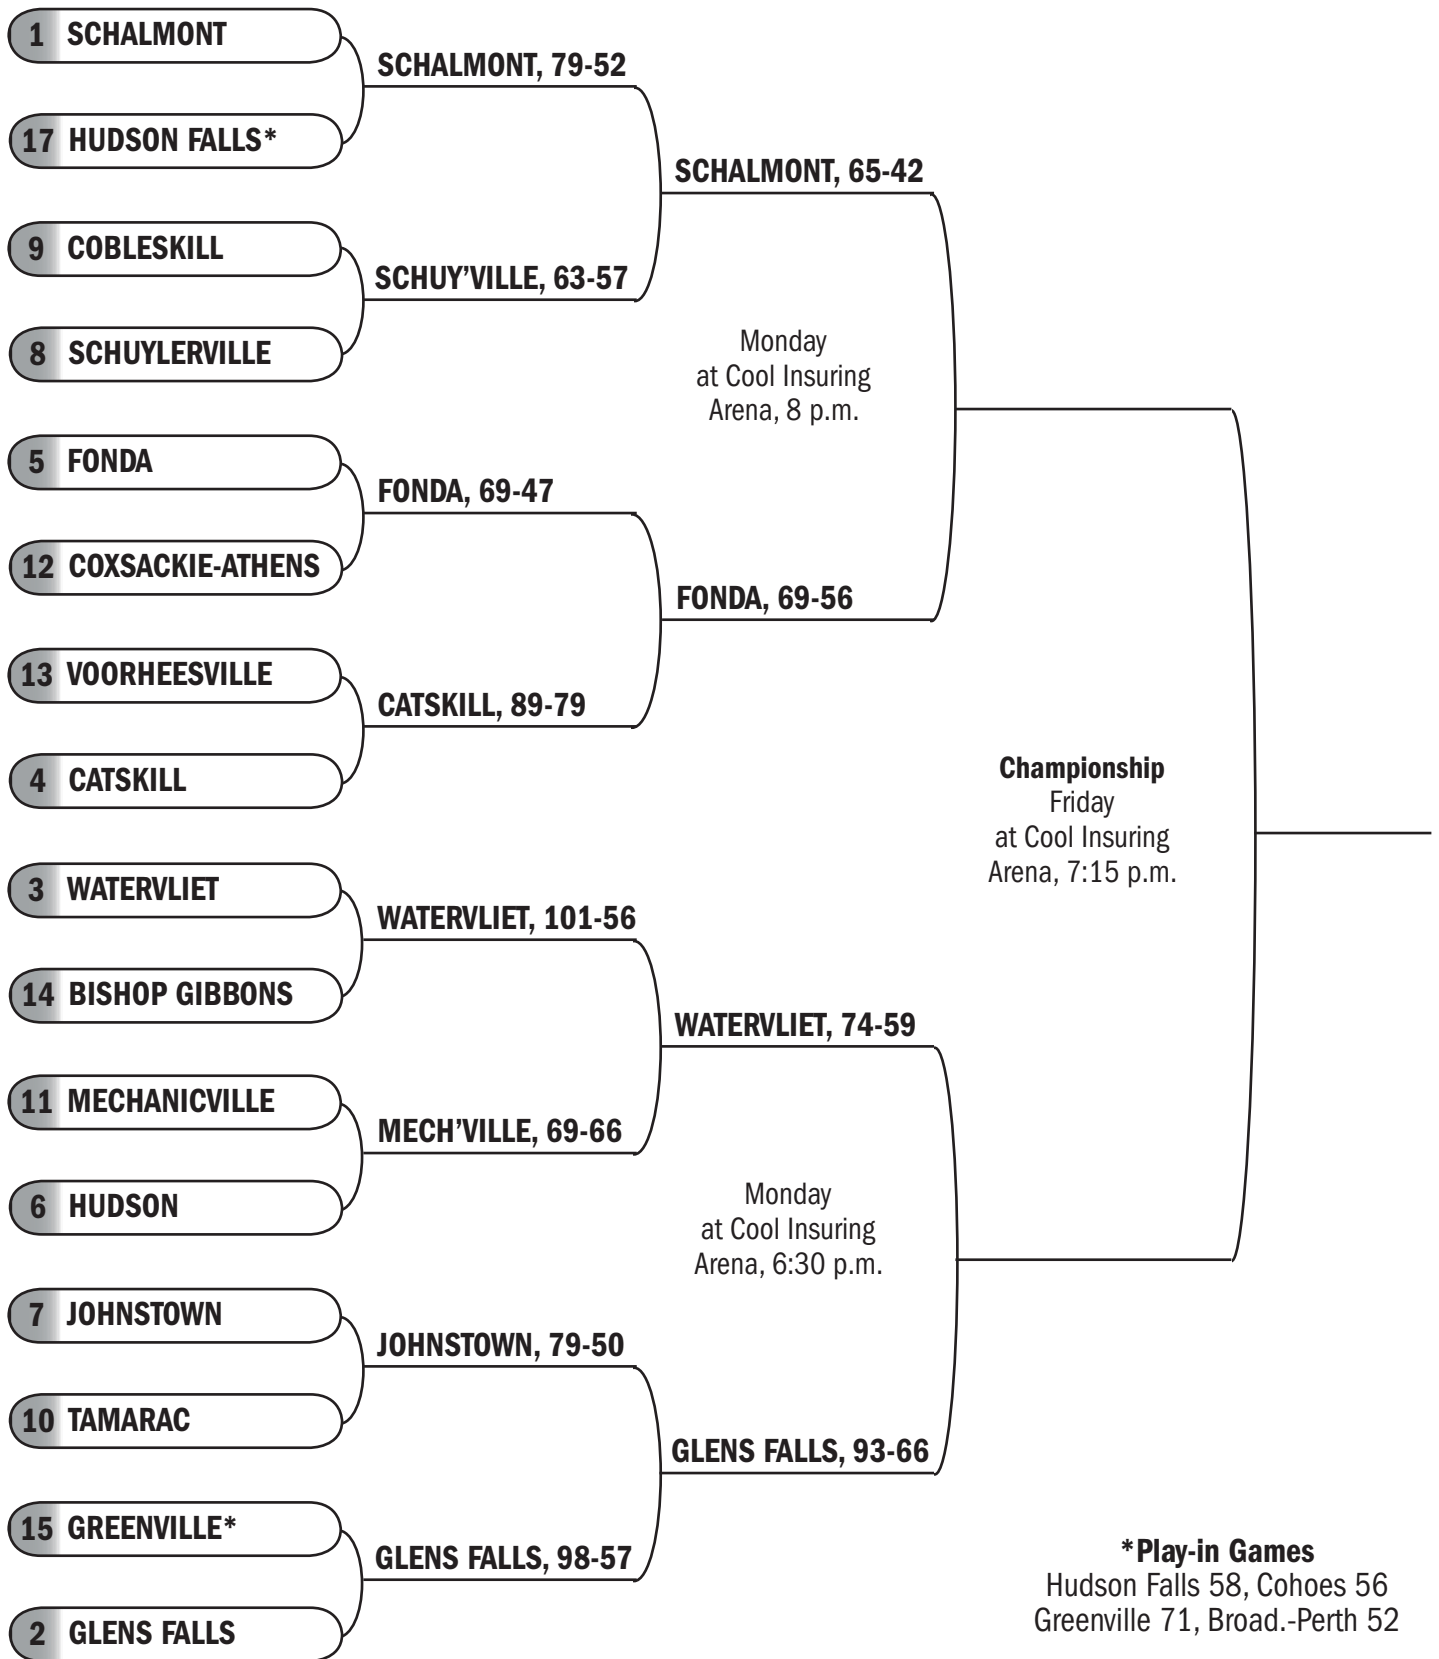 1 SCHALMONT
17 HUDSON FALLS*
9 COBLESKILL
8 SCHUYLERVILLE
5 FONDA
12 COXSACKIE-ATHENS
13 VOORHEESVILLE
4 CATSKILL
3 WATERVLIET
14 BISHOP GIBBONS
11 MECHANICVILLE
6 HUDSON
7 JOHNSTOWN
10 TAMARAC
15 GREENVILLE*
2 GLENS FALLS
SCHALMONT, 79-52
SCHUY’VILLE, 63-57
FONDA, 69-47
CATSKILL, 89-79
WATERVLIET, 101-56
MECH’VILLE, 69-66
JOHNSTOWN, 79-50
GLENS FALLS, 98-57
SCHALMONT, 65-42
Monday
at Cool Insuring
Arena, 8 p.m.
FONDA, 69-56
WATERVLIET, 74-59
Monday
at Cool Insuring
Arena, 6:30 p.m.
GLENS FALLS, 93-66
Championship
Friday
at Cool Insuring
Arena, 7:15 p.m.
*Play-in Games
Hudson Falls 58, Cohoes 56
Greenville 71, Broad.-Perth 52